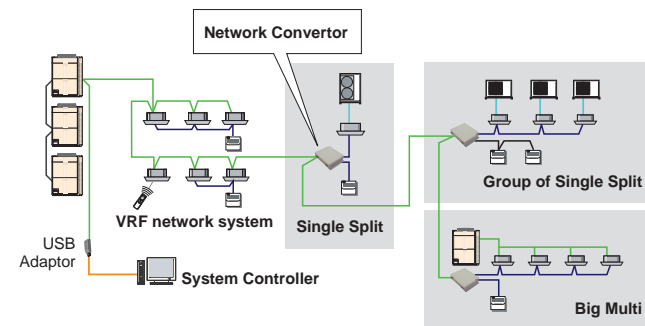 Network Convertor
VRF network system
Single Split
Group of Single Split
USB
Adaptor
System Controller
Big Multi